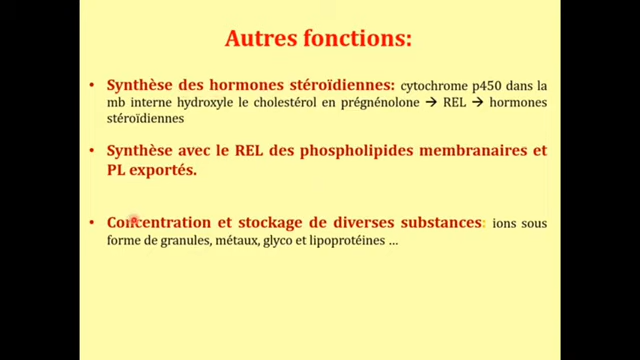 Autres fonctions:
• Synthèse des hormones stéroïdiennes: cytochrome p450 dans la
mb interne hydroxyle le cholestérol en prégnénolone → REL → hormones
stéroïdiennes
• Synthèse avec le REL des phospholipides membranaires et
PL exportés.
• Concentration et stockage de diverses substances: ions sous
forme de granules, métaux, glyco et lipoprotéines ...